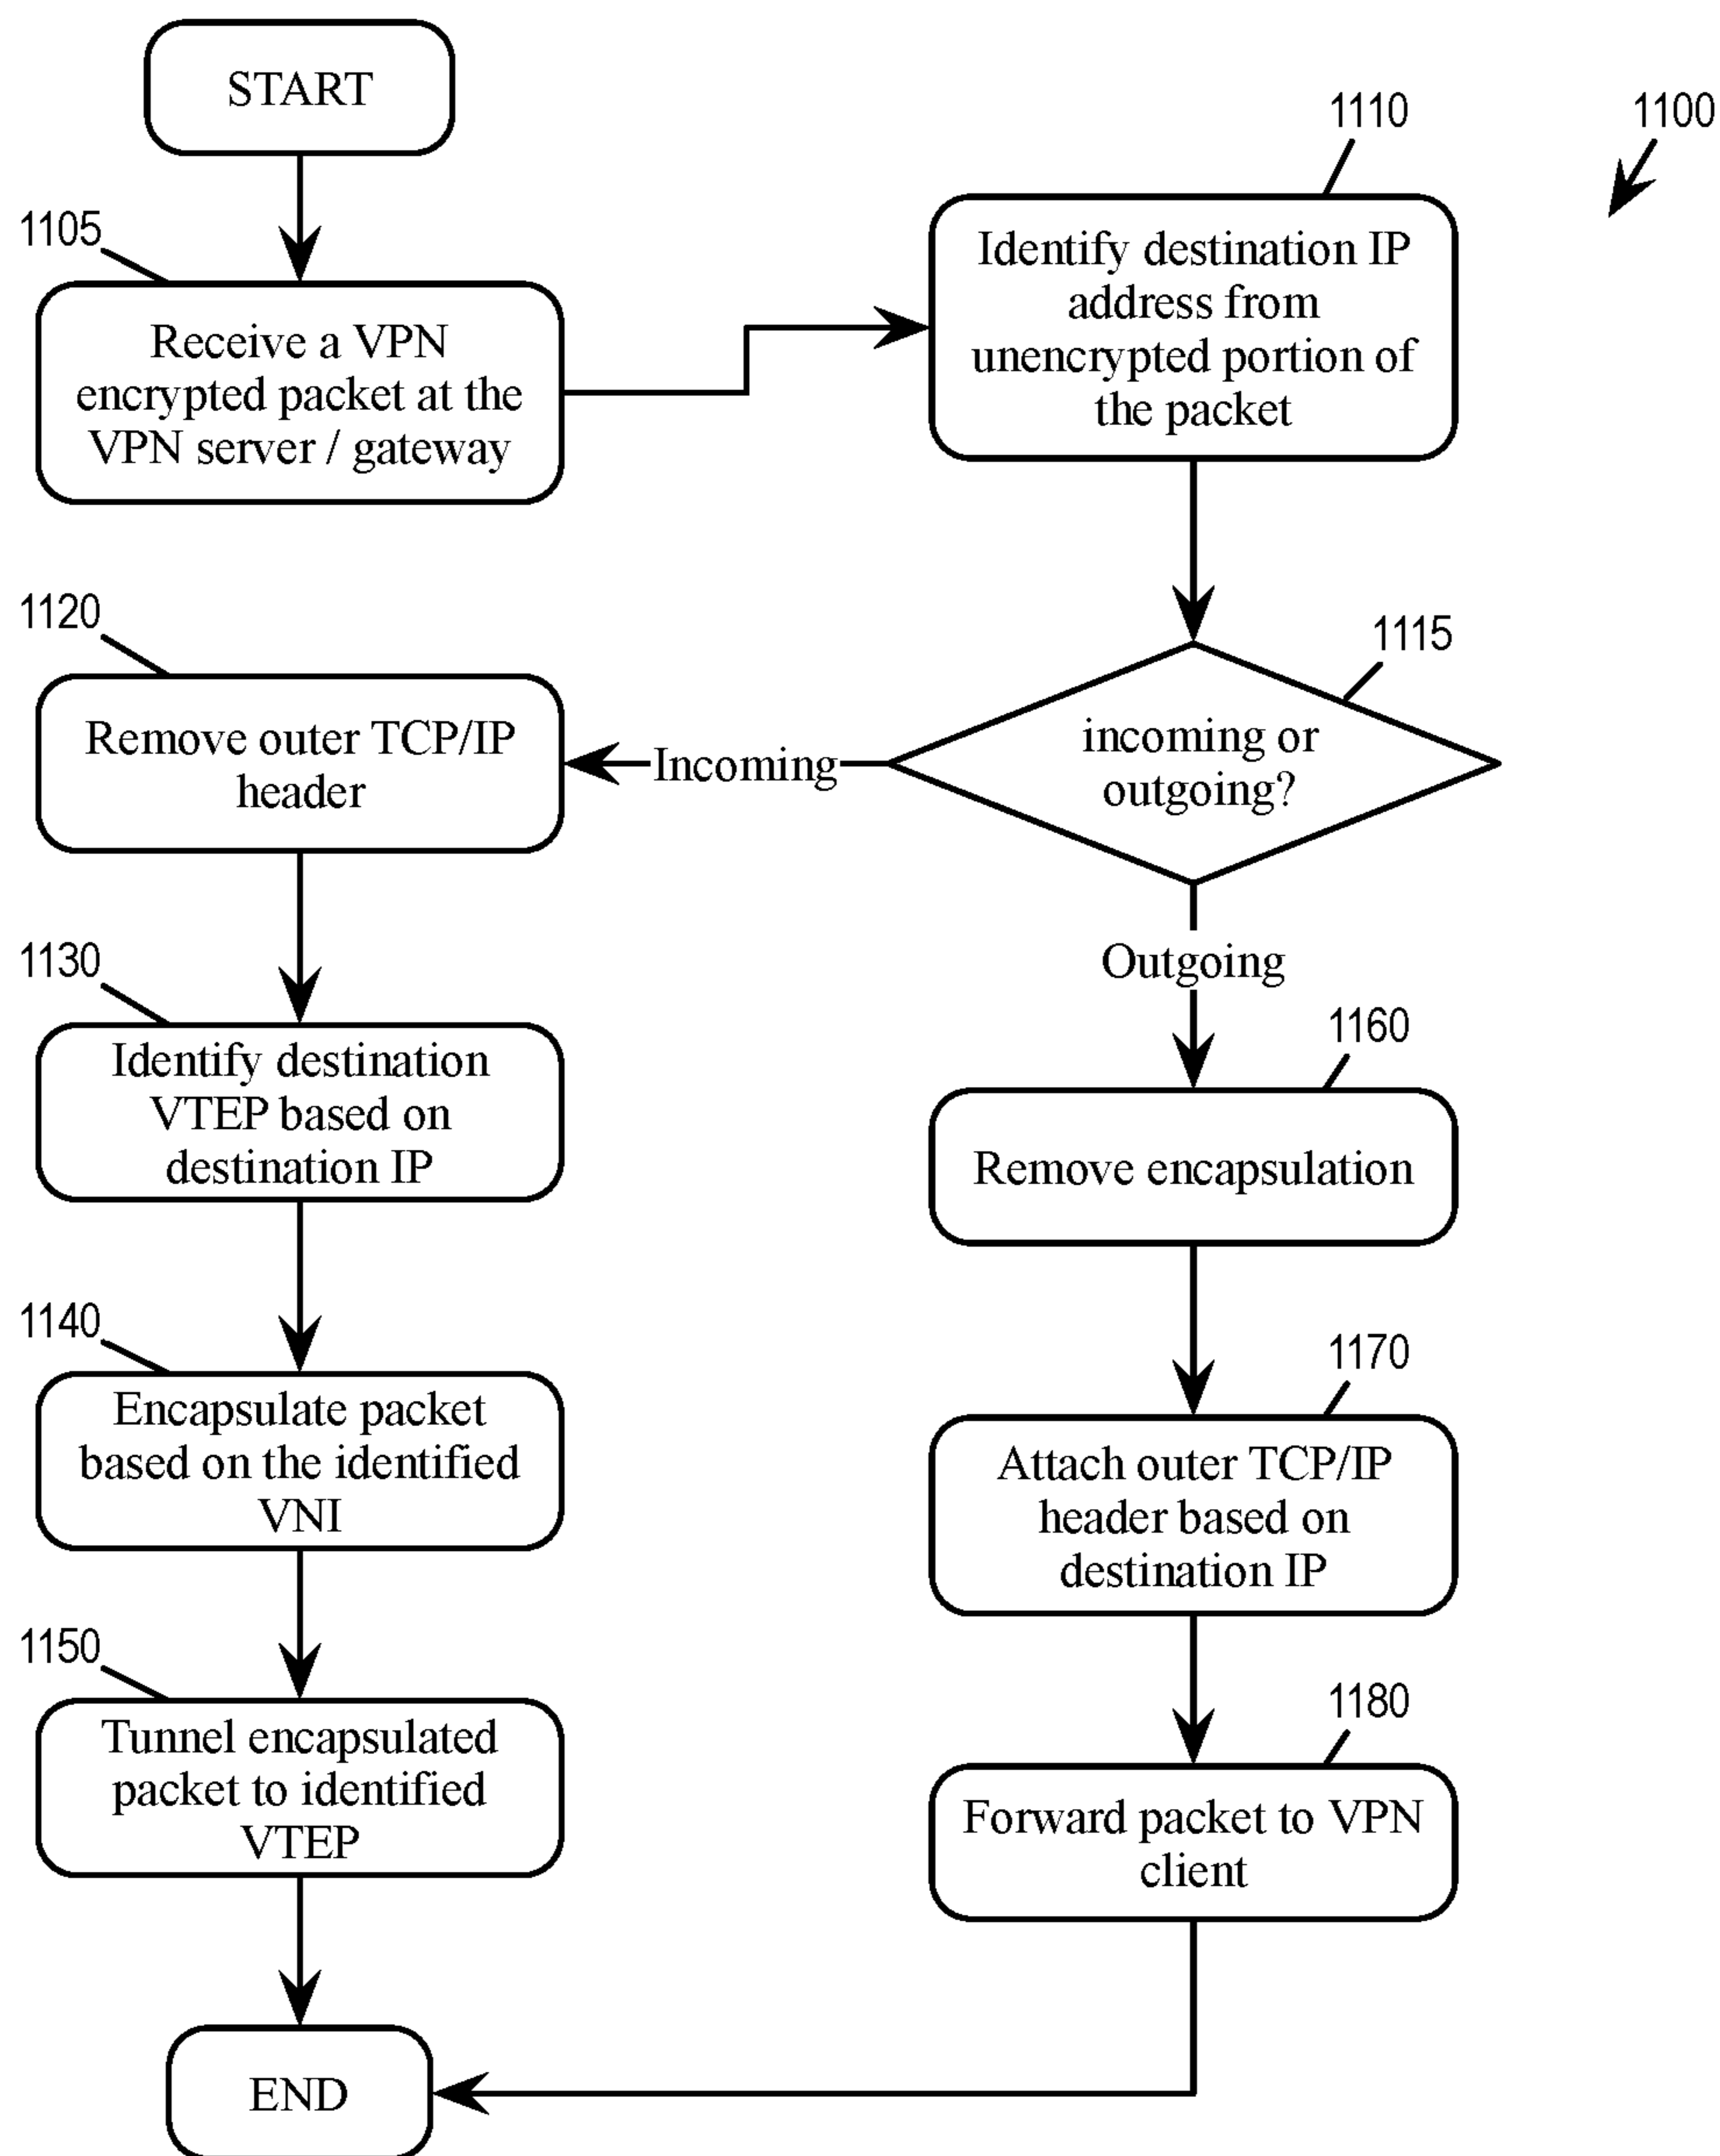 START
1105
Receive a VPN
encrypted packet at the
VPN server / gateway
1110
1100
Identify destination IP
address from
unencrypted portion of
the packet
1115
incoming or
outgoing?
Incoming
1120
Remove outer TCP/IP
header
1130
Identify destination
VTEP based on
destination IP
1140
Encapsulate packet
based on the identified
VNI
1150
Tunnel encapsulated
packet to identified
VTEP
Outgoing
1160
Remove encapsulation
1170
Attach outer TCP/IP
header based on
destination IP
1180
Forward packet to VPN
client
END